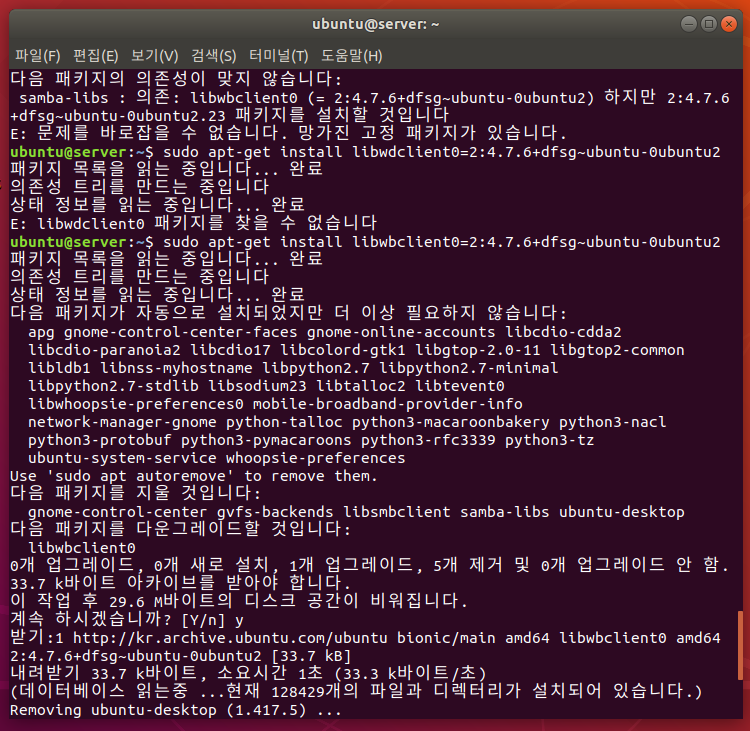 ubuntu@server: ~
파일(F) 편집(E) 보기(V) 검색(S) 터미널(T) 도움말(H)
다음 패키지의 의존성이 맞지 않습니다:
samba-libs : 의존: libwbclient0 (= 2:4.7.6+dfsg~ubuntu-0ubuntu2) 하지만 2:4.7.6
+dfsg~ubuntu-0ubuntu2.23 패키지를 설치할 것입니다
E: 문제를 바로잡을 수 없습니다. 망가진 고정 패키지가 있습니다.
ubuntu@server:~$ sudo apt-get install libwdclient0=2:4.7.6+dfsg~ubuntu-0ubuntu2
패키지 목록을 읽는 중입니다... 완료
의존성 트리를 만드는 중입니다
상태 정보를 읽는 중입니다... 완료
E: libwdclient0 패키지를 찾을 수 없습니다
ubuntu@server:~$ sudo apt-get install libwbclient0=2:4.7.6+dfsg~ubuntu-0ubuntu2
패키지 목록을 읽는 중입니다... 완료
의존성 트리를 만드는 중입니다
상태 정보를 읽는 중입니다... 완료
다음 패키지가 자동으로 설치되었지만 더 이상 필요하지 않습니다:
apg gnome-control-center-faces gnome-online-accounts libcdio-cdda2
libcdio-paranoia2 libcdio17 libcolord-gtk1 libgtop-2.0-11 libgtop2-common
libldb1 libnss-myhostname libpython2.7 libpython2.7-minimal
libpython2.7-stdlib libsodium23 libtalloc2 libtevent0
libwhoopsie-preferences0 mobile-broadband-provider-info
network-manager-gnome python-talloc python3-macaroonbakery python3-nacl
python3-protobuf python3-pymacaroons python3-rfc3339 python3-tz
ubuntu-system-service whoopsie-preferences
Use 'sudo apt autoremove' to remove them.
다음 패키지를 지울 것입니다:
gnome-control-center gvfs-backends libsmbclient samba-libs ubuntu-desktop
다음 패키지를 다운그레이드할 것입니다:
libwbclient0
0개 업그레이드, 0개 새로 설치, 1개 업그레이드, 5개 제거 및 0개 업그레이드 안 함.
33.7 k바이트 아카이브를 받아야 합니다.
이 작업 후 29.6 M바이트의 디스크 공간이 비워집니다.
계속 하시겠습니까? [Y/n] y
받기:1 http://kr.archive.ubuntu.com/ubuntu bionic/main amd64 libwbclient0 amd64
2:4.7.6+dfsg~ubuntu-0ubuntu2 [33.7 kB]
내려받기 33.7 k바이트, 소요시간 1초 (33.3 k바이트/초)
(데이터베이스 읽는중 ...현재 128429개의 파일과 디렉터리가 설치되어 있습니다.)
Removing ubuntu-desktop (1.417.5) ...